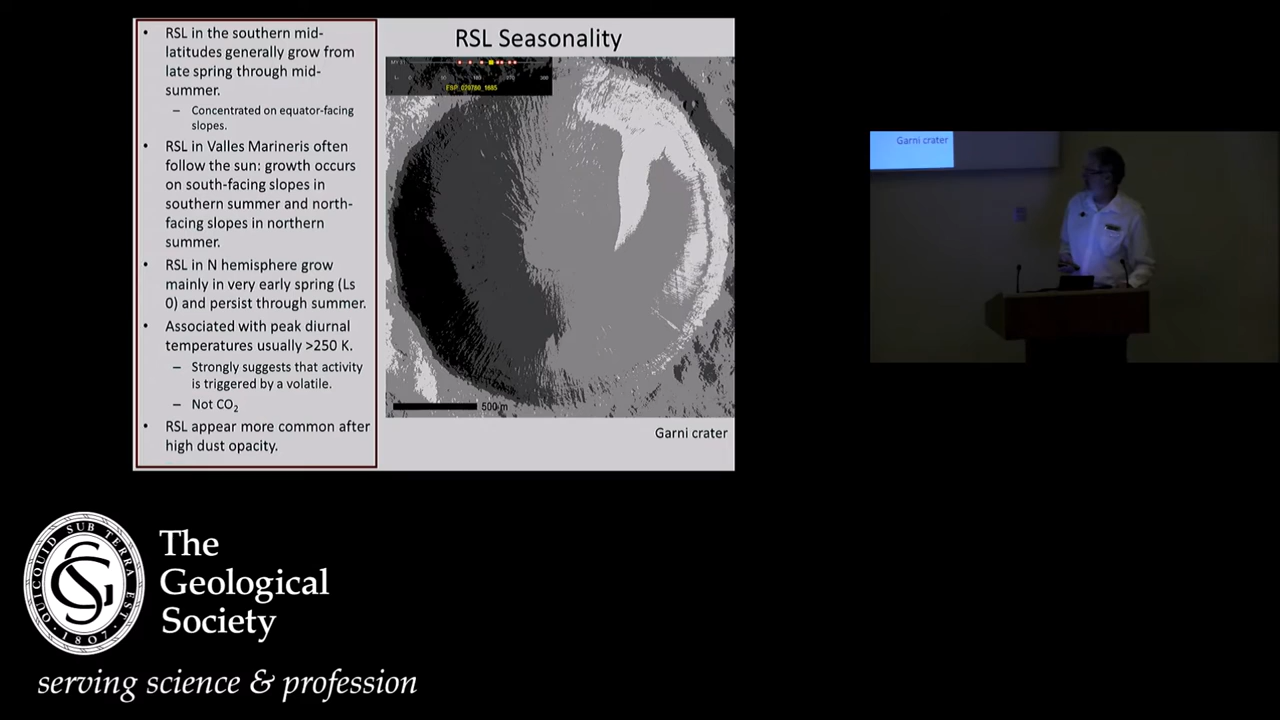 RSL Seasonality
• RSL in the southern mid-
latitudes generally grow from
late spring through mid-
summer.
– Concentrated on equator-facing
slopes.
• RSL in Valles Marineris often
follow the sun: growth occurs
on south-facing slopes in
southern summer and north-
facing slopes in northern
summer.
• RSL in N hemisphere grow
mainly in very early spring (Ls
0) and persist through summer.
• Associated with peak diurnal
temperatures usually >250 K.
– Strongly suggests that activity
is triggered by a volatile.
– Not CO2
• RSL appear more common after
high dust opacity.
500 m
Garni crater
Garni crater
QUICQUID SUB TERRA EST
1807
The
Geological
Society
serving science & profession